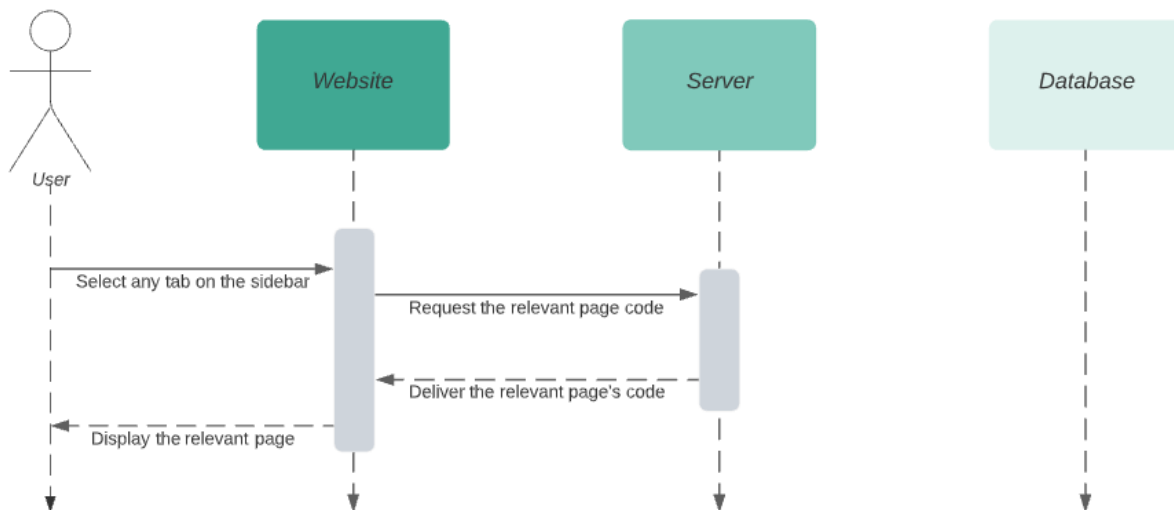 Website
Server
Database
User
Select any tab on the sidebar
Request the relevant page code
Deliver the relevant page's code
Display the relevant page